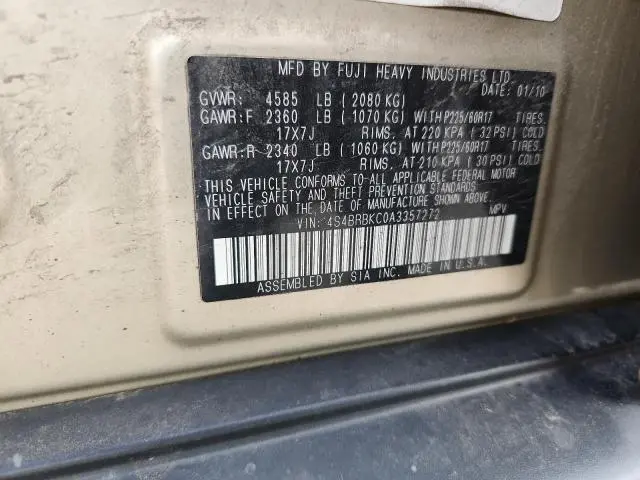 MFD BY FUJI HEAVY INDUSTRIES LTD.
DATE: 01/10
GVWR: 4585 LB (2080 KG)
GAWR:F 2360 LB (1070 KG) WITH P225/60R17 TIRES.
17X7J RIMS. AT 220 KPA (32 PSI) COLD
GAWR:R 2340 LB (1060 KG) WITH P225/60R17 TIRES.
17X7J RIMS. AT 210 KPA (30 PSI) COLD
THIS VEHICLE CONFORMS TO ALL APPLICABLE FEDERAL MOTOR
VEHICLE SAFETY AND THEFT PREVENTION STANDARDS
IN EFFECT ON THE DATE OF MANUFACTURE SHOWN ABOVE.
VIN: 4S4BRBKC0A3357272 MPV
ASSEMBLED BY SIA INC. MADE IN U.S.A.